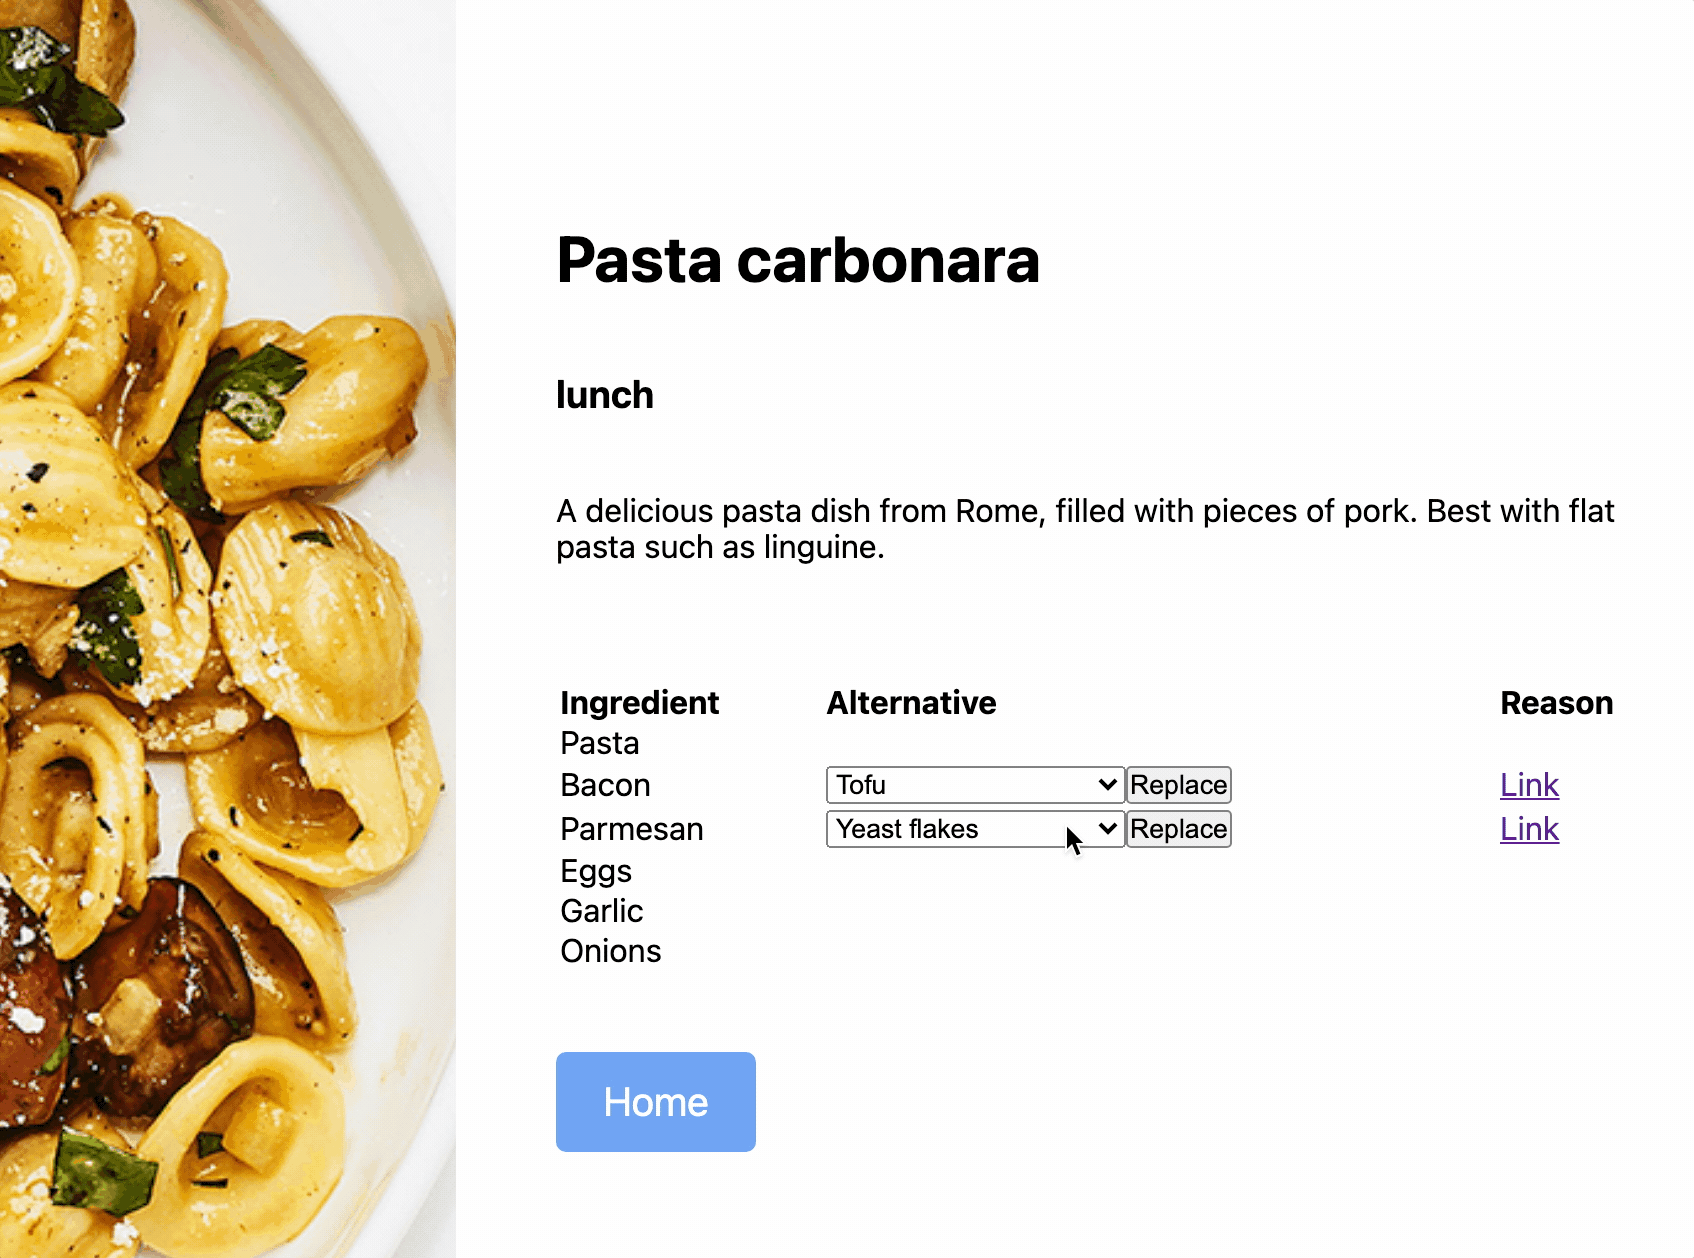 Pasta carbonara
lunch
A delicious pasta dish from Rome, filled with pieces of pork. Best with flat
pasta such as linguine.
Ingredient Alternative Reason
Pasta
Bacon Tofu Replace Link
Parmesan Yeast flakes Replace Link
Eggs
Garlic
Onions
Home